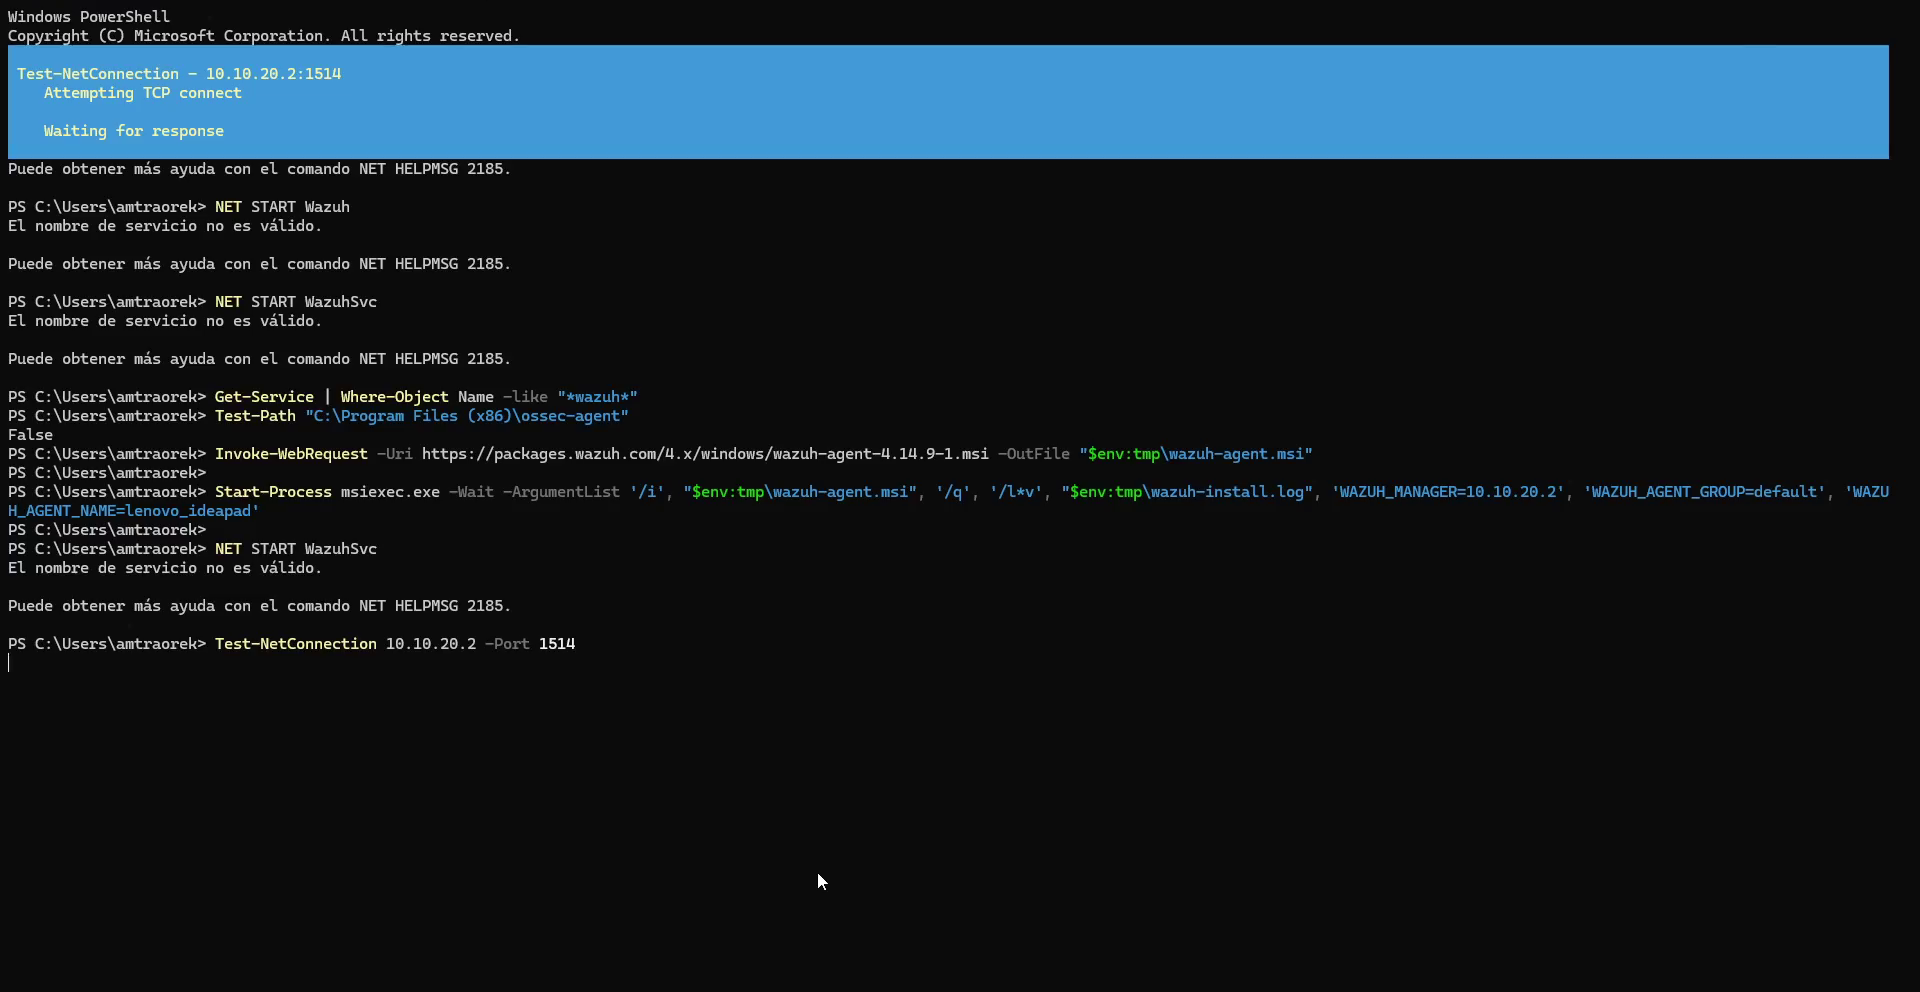 Windows PowerShell
Copyright (C) Microsoft Corporation. All rights reserved.
Test-NetConnection - 10.10.20.2:1514
Attempting TCP connect
Waiting for response
Puede obtener más ayuda con el comando NET HELPMSG 2185.
PS C:\Users\amtraorek> NET START Wazuh
El nombre de servicio no es válido.
Puede obtener más ayuda con el comando NET HELPMSG 2185.
PS C:\Users\amtraorek> NET START WazuhSvc
El nombre de servicio no es válido.
Puede obtener más ayuda con el comando NET HELPMSG 2185.
PS C:\Users\amtraorek> Get-Service | Where-Object Name -like "*wazuh*"
PS C:\Users\amtraorek> Test-Path "C:\Program Files (x86)\ossec-agent"
False
PS C:\Users\amtraorek> Invoke-WebRequest -Uri https://packages.wazuh.com/4.x/windows/wazuh-agent-4.14.9-1.msi -OutFile "$env:tmp\wazuh-agent.msi"
PS C:\Users\amtraorek>
PS C:\Users\amtraorek> Start-Process msiexec.exe -Wait -ArgumentList '/i', "$env:tmp\wazuh-agent.msi", '/q', '/l*v', "$env:tmp\wazuh-install.log", 'WAZUH_MANAGER=10.10.20.2', 'WAZUH_AGENT_GROUP=default', 'WAZU
H_AGENT_NAME=lenovo_ideapad'
PS C:\Users\amtraorek>
PS C:\Users\amtraorek> NET START WazuhSvc
El nombre de servicio no es válido.
Puede obtener más ayuda con el comando NET HELPMSG 2185.
PS C:\Users\amtraorek> Test-NetConnection 10.10.20.2 -Port 1514